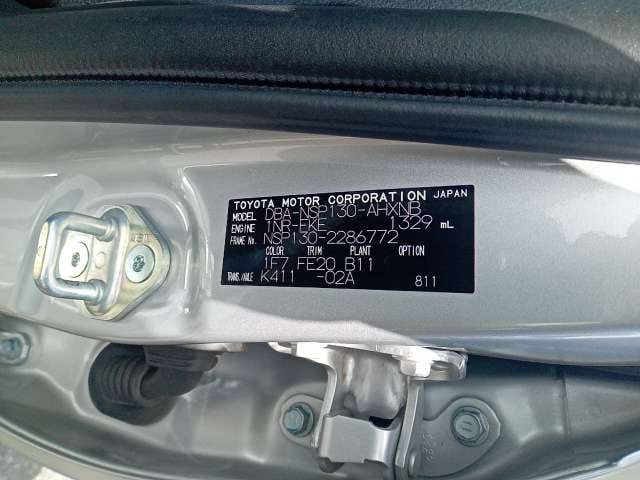 TOYOTA MOTOR CORPORATION JAPAN
MODEL DBA-NSP130-AHXNB
ENGINE 1NR-FKE 1329 mL
FRAME No. NSP130-2286772
COLOR TRIM PLANT OPTION
1F7 FE20 B11
TRANS./AXLE K411 -02A 811